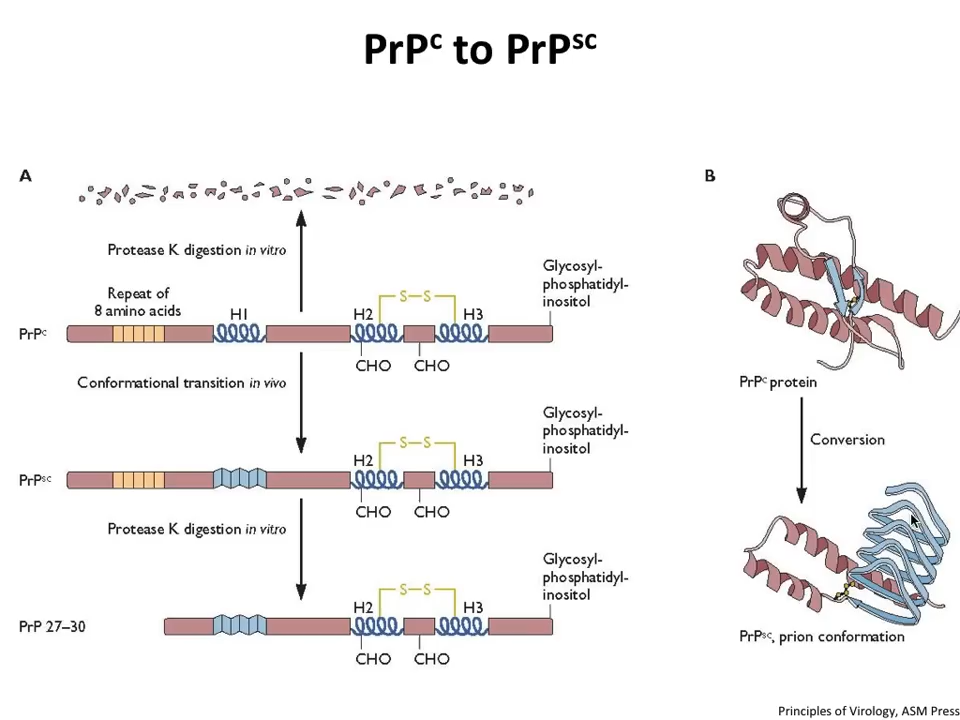 PrPᶜ to PrPˢᶜ
A
Protease K digestion in vitro
Repeat of
8 amino acids
H1
H2
S—S
H3
Glycosyl-
phosphatidyl-
inositol
PrPᶜ
CHO
CHO
Conformational transition in vivo
Glycosyl-
phosphatidyl-
inositol
S—S
H2
H3
PrPˢᶜ
CHO
CHO
Protease K digestion in vitro
Glycosyl-
phosphatidyl-
inositol
S—S
H2
H3
PrP 27–30
CHO
CHO
B
PrPᶜ protein
Conversion
PrPˢᶜ, prion conformation
Principles of Virology, ASM Press